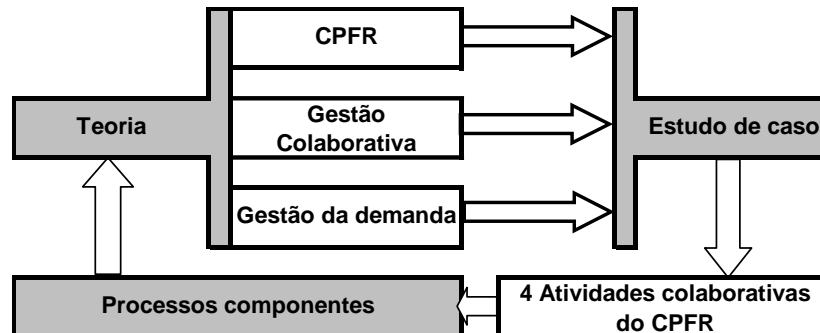 CPFR
Teoria
Gestão
Colaborativa
Estudo de caso
Gestão da demanda
Processos componentes
4 Atividades colaborativas
do CPFR